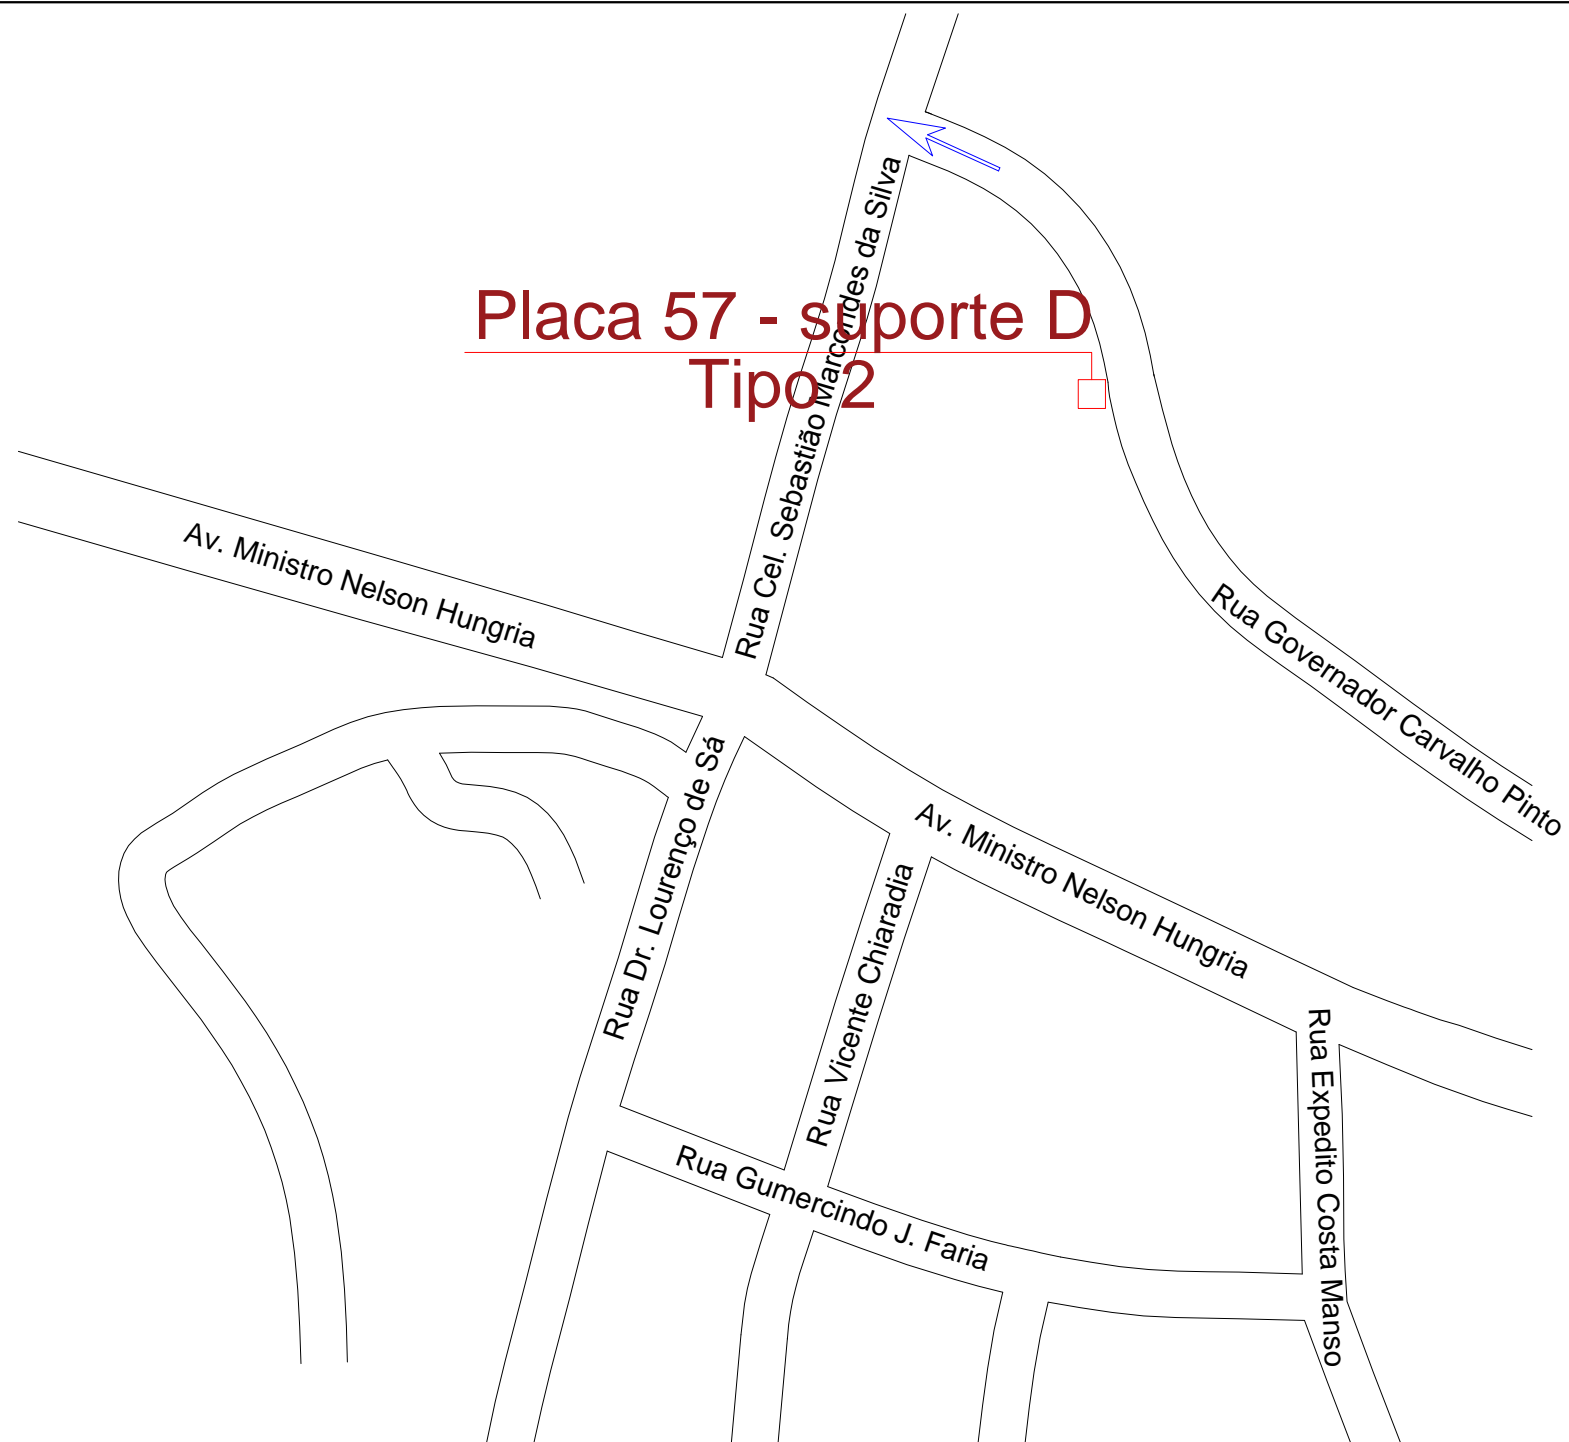 Rua Cel. Sebastião Marcondes da Silva
Placa 57 - suporte D
Tipo 2
Av. Ministro Nelson Hungria
Rua Governador Carvalho Pinto
Rua Dr. Lourenço de Sá
Av. Ministro Nelson Hungria
Rua Vicente Chiaradia
Rua Expedito Costa Manso
Rua Gumercindo J. Faria